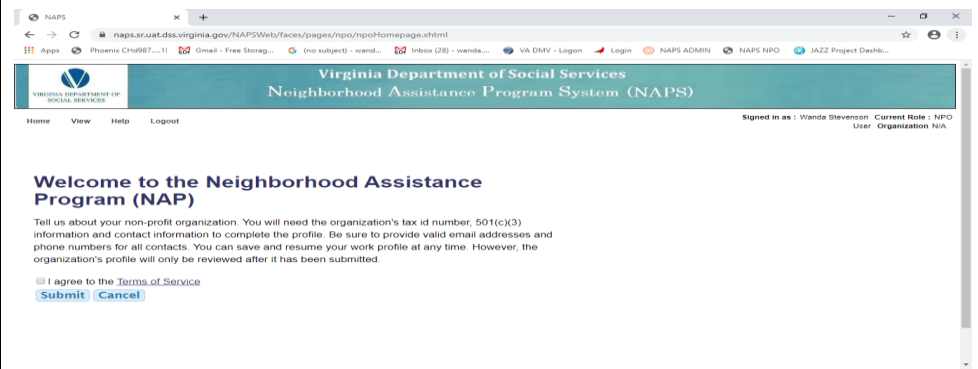 NAPS
naps.sr.uat.dss.virginia.gov/NAPSWeb/faces/pages/npo/npoHomepage.xhtml
Apps Phoenix CHd987.....1! Gmail - Free Storag... (no subject) - wand... Inbox (28) - wanda.... VA DMV - Logon Login NAPS ADMIN NAPS NPO JAZZ Project Dashb...
Virginia Department of Social Services
Neighborhood Assistance Program System (NAPS)
VIRGINIA DEPARTMENT OF
SOCIAL SERVICES
Home View Help Logout
Signed in as : Wanda Stevenson Current Role : NPO
User Organization N/A
Welcome to the Neighborhood Assistance
Program (NAP)
Tell us about your non-profit organization. You will need the organization's tax id number, 501(c)(3)
information and contact information to complete the profile. Be sure to provide valid email addresses and
phone numbers for all contacts. You can save and resume your work profile at any time. However, the
organization's profile will only be reviewed after it has been submitted.
I agree to the Terms of Service
Submit Cancel